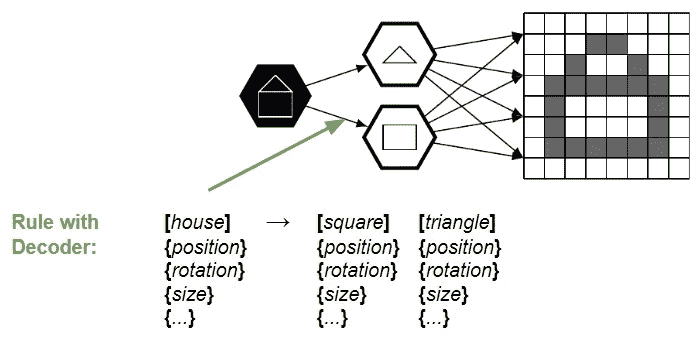 Rule with Decoder:
[house] → [square] [triangle]
{position} {position} {position}
{rotation} {rotation} {rotation}
{size} {size} {size}
{...} {...} {...}